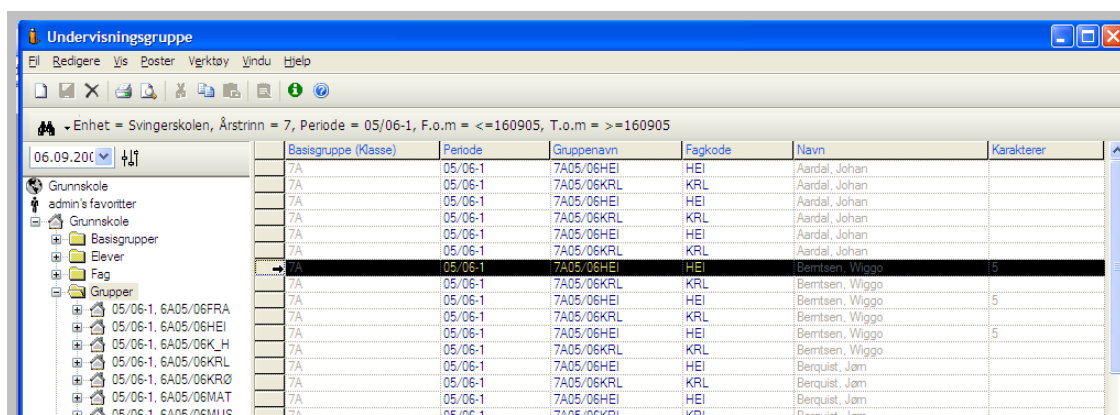 Undervisningsgruppe
Fil Redigere Vis Poster Verktøy Vindu Hjelp
Enhet = Svingerskolen, Årstrinn = 7, Periode = 05/06-1, F.o.m = <=160905, T.o.m = >=160905
06.09.200
Grunnskole
admin's favoritter
Grunnskole
Basisgrupper
Elever
Fag
Grupper
05/06-1, 6A05/06FRA
05/06-1, 6A05/06HEI
05/06-1, 6A05/06K_H
05/06-1, 6A05/06KRL
05/06-1, 6A05/06KRØ
05/06-1, 6A05/06MAT
05/06-1, 6A05/06MUS
Basisgruppe (Klasse) Periode Gruppenavn Fagkode Navn Karakterer
7A 05/06-1 7A05/06HEI HEI Aardal, Johan
7A 05/06-1 7A05/06KRL KRL Aardal, Johan
7A 05/06-1 7A05/06HEI HEI Aardal, Johan
7A 05/06-1 7A05/06KRL KRL Aardal, Johan
7A 05/06-1 7A05/06HEI HEI Aardal, Johan
7A 05/06-1 7A05/06KRL KRL Aardal, Johan
7A 05/06-1 7A05/06HEI HEI Berntsen, Wiggo 5
7A 05/06-1 7A05/06KRL KRL Berntsen, Wiggo
7A 05/06-1 7A05/06HEI HEI Berntsen, Wiggo 5
7A 05/06-1 7A05/06KRL KRL Berntsen, Wiggo
7A 05/06-1 7A05/06HEI HEI Berntsen, Wiggo 5
7A 05/06-1 7A05/06KRL KRL Berntsen, Wiggo
7A 05/06-1 7A05/06HEI HEI Berquist, Jørn
7A 05/06-1 7A05/06KRL KRL Berquist, Jørn
7A 05/06-1 7A05/06HEI HEI Berquist, Jørn
7A 05/06-1 7A05/06KRL KRL Berquist, Jørn